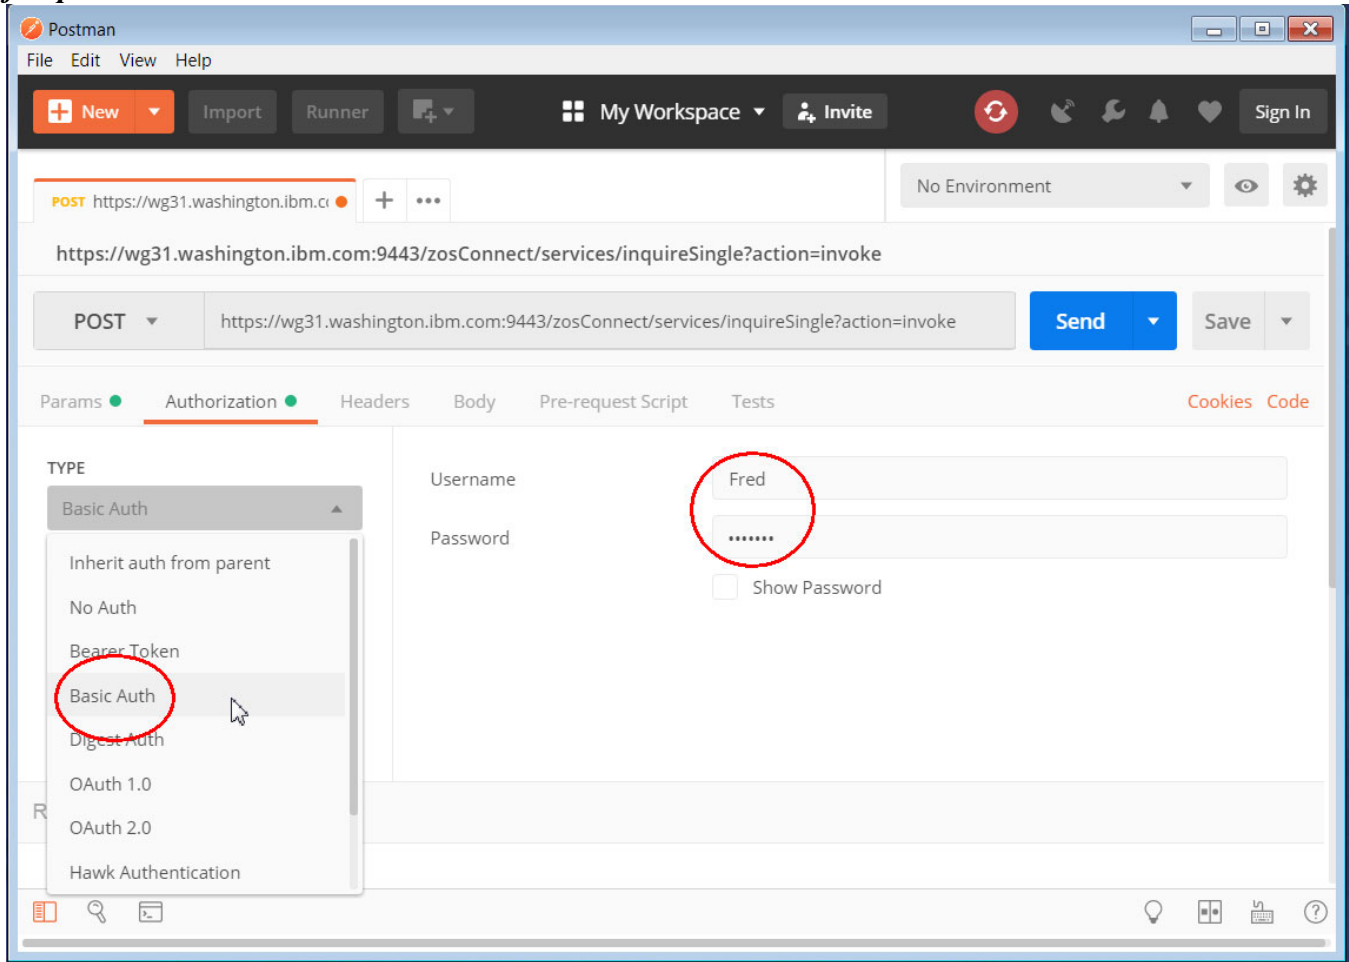 Postman
File Edit View Help
New Import Runner My Workspace Invite Sign In
POST https://wg31.washington.ibm.c No Environment
https://wg31.washington.ibm.com:9443/zosConnect/services/inquireSingle?action=invoke
POST https://wg31.washington.ibm.com:9443/zosConnect/services/inquireSingle?action=invoke Send Save
Params Authorization Headers Body Pre-request Script Tests Cookies Code
TYPE
Basic Auth
Username Fred
Password •••••••
Show Password
Inherit auth from parent
No Auth
Bearer Token
Basic Auth
Digest Auth
OAuth 1.0
OAuth 2.0
Hawk Authentication